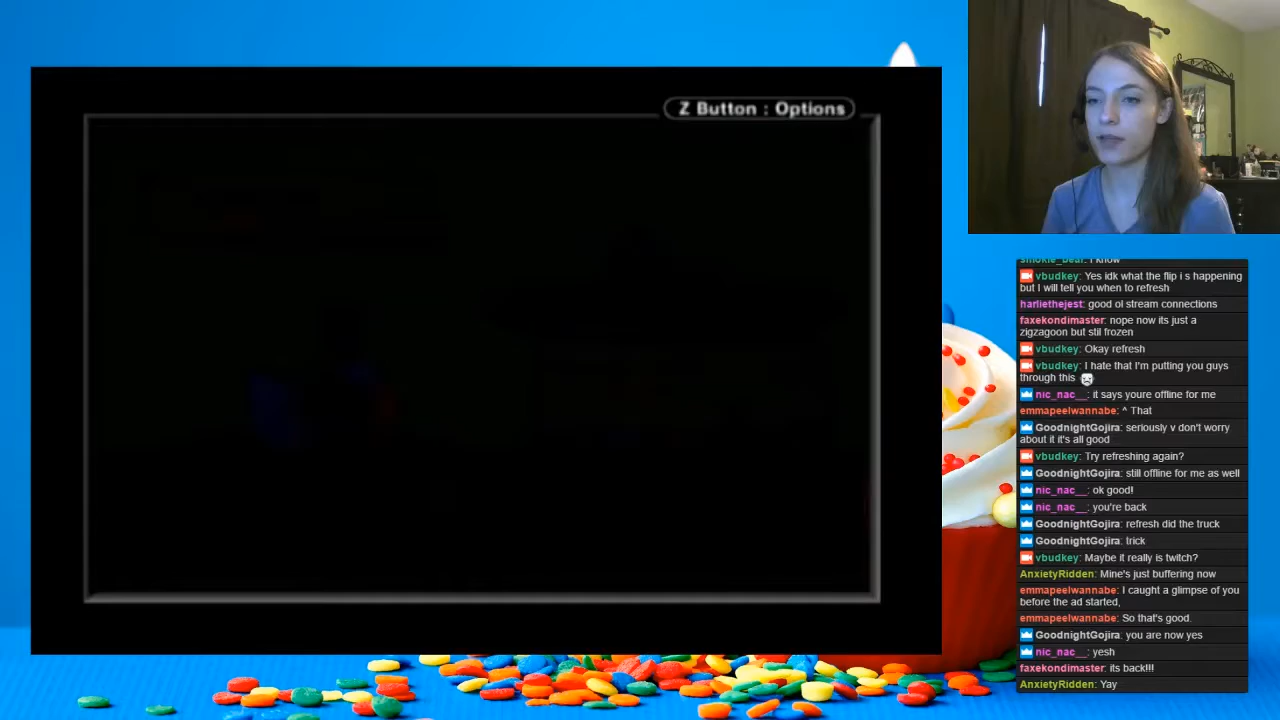 Z Button : Options
smokie_bear: I know
vbudkey: Yes idk what the flip i s happening
but I will tell you when to refresh
harliethejest: good ol stream connections
faxekondimaster: nope now its just a
zigzagoon but stil frozen
vbudkey: Okay refresh
vbudkey: I hate that I'm putting you guys
through this
nic_nac__: it says youre offline for me
emmapeelwannabe: ^ That
GoodnightGojira: seriously v don't worry
about it it's all good
vbudkey: Try refreshing again?
GoodnightGojira: still offline for me as well
nic_nac__: ok good!
nic_nac__: you're back
GoodnightGojira: refresh did the truck
GoodnightGojira: trick
vbudkey: Maybe it really is twitch?
AnxietyRidden: Mine's just buffering now
emmapeelwannabe: I caught a glimpse of you
before the ad started,
emmapeelwannabe: So that's good.
GoodnightGojira: you are now yes
nic_nac__: yesh
faxekondimaster: its back!!!
AnxietyRidden: Yay